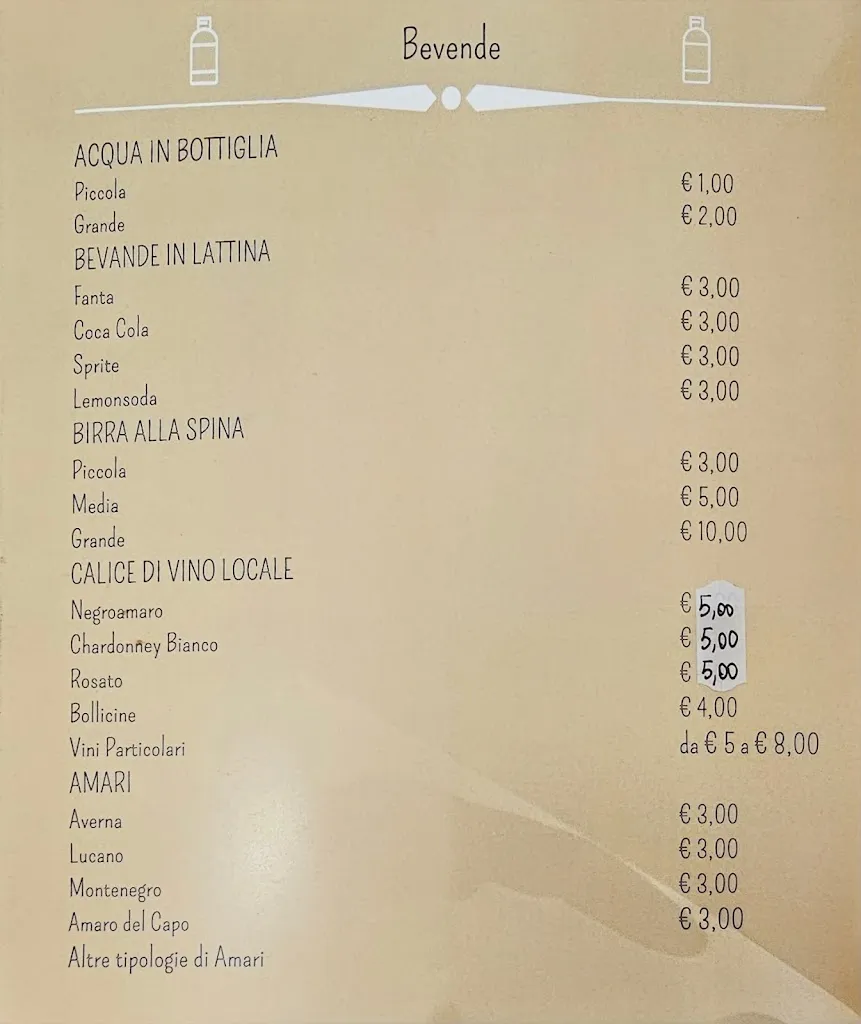 Bevende
ACQUA IN BOTTIGLIA
Piccola € 1,00
Grande € 2,00
BEVANDE IN LATTINA
Fanta € 3,00
Coca Cola € 3,00
Sprite € 3,00
Lemonsoda € 3,00
BIRRA ALLA SPINA
Piccola € 3,00
Media € 5,00
Grande € 10,00
CALICE DI VINO LOCALE
Negroamaro € 5,00
Chardonney Bianco € 5,00
Rosato € 5,00
Bollicine € 4,00
Vini Particolari da € 5 a € 8,00
AMARI
Averna € 3,00
Lucano € 3,00
Montenegro € 3,00
Amaro del Capo € 3,00
Altre tipologie di Amari